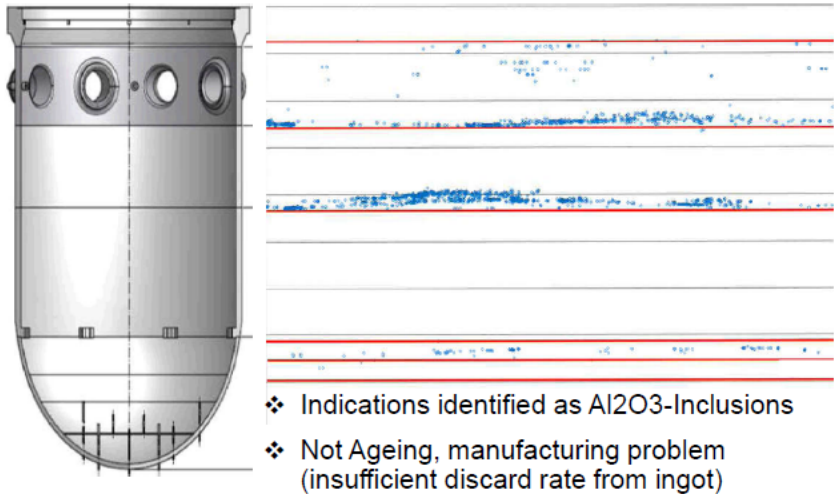 ❖ Indications identified as Al2O3-Inclusions
❖ Not Ageing, manufacturing problem
(insufficient discard rate from ingot)